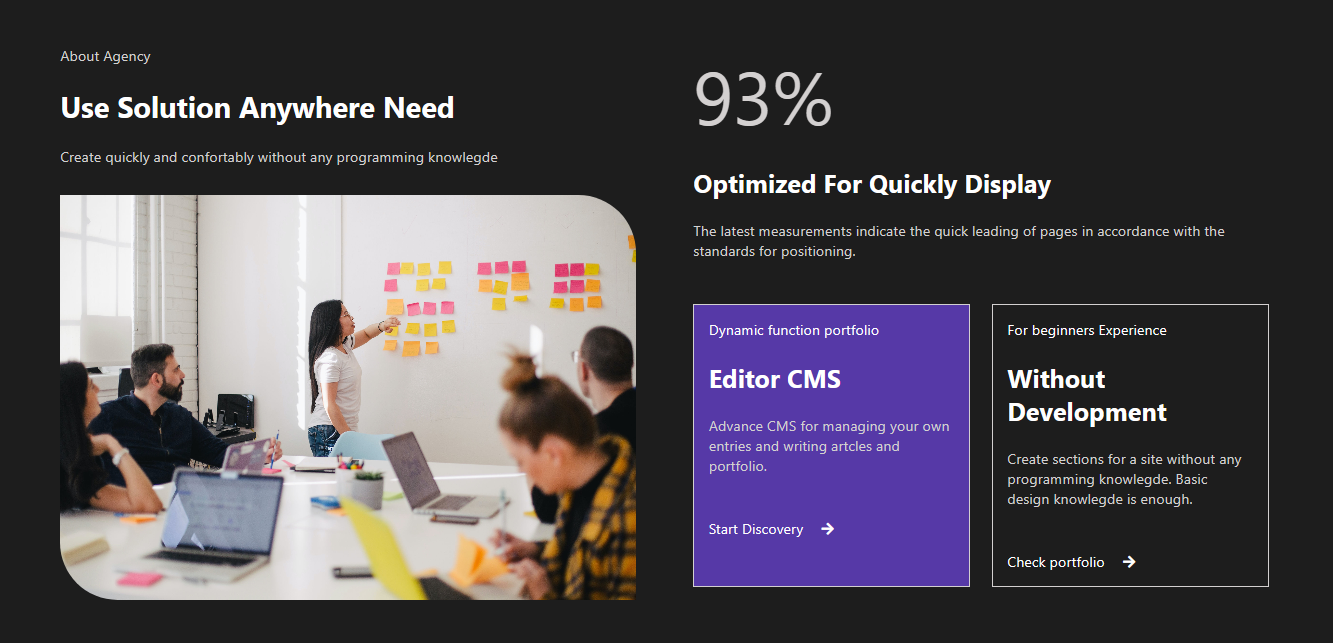 About Agency
Use Solution Anywhere Need
Create quickly and confortably without any programming knowlegde
93%
Optimized For Quickly Display
The latest measurements indicate the quick leading of pages in accordance with the
standards for positioning.
Dynamic function portfolio
Editor CMS
Advance CMS for managing your own
entries and writing artcles and
portfolio.
Start Discovery
For beginners Experience
Without
Development
Create sections for a site without any
programming knowlegde. Basic
design knowlegde is enough.
Check portfolio